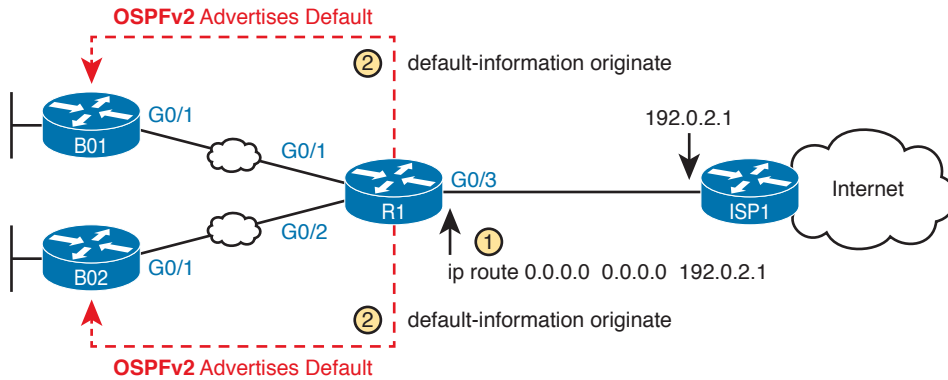 OSPFv2 Advertises Default
2 default-information originate
G0/1
B01
G0/1
192.0.2.1
G0/3
R1
ISP1
Internet
G0/2
1
B02
G0/1
ip route 0.0.0.0 0.0.0.0 192.0.2.1
2 default-information originate
OSPFv2 Advertises Default